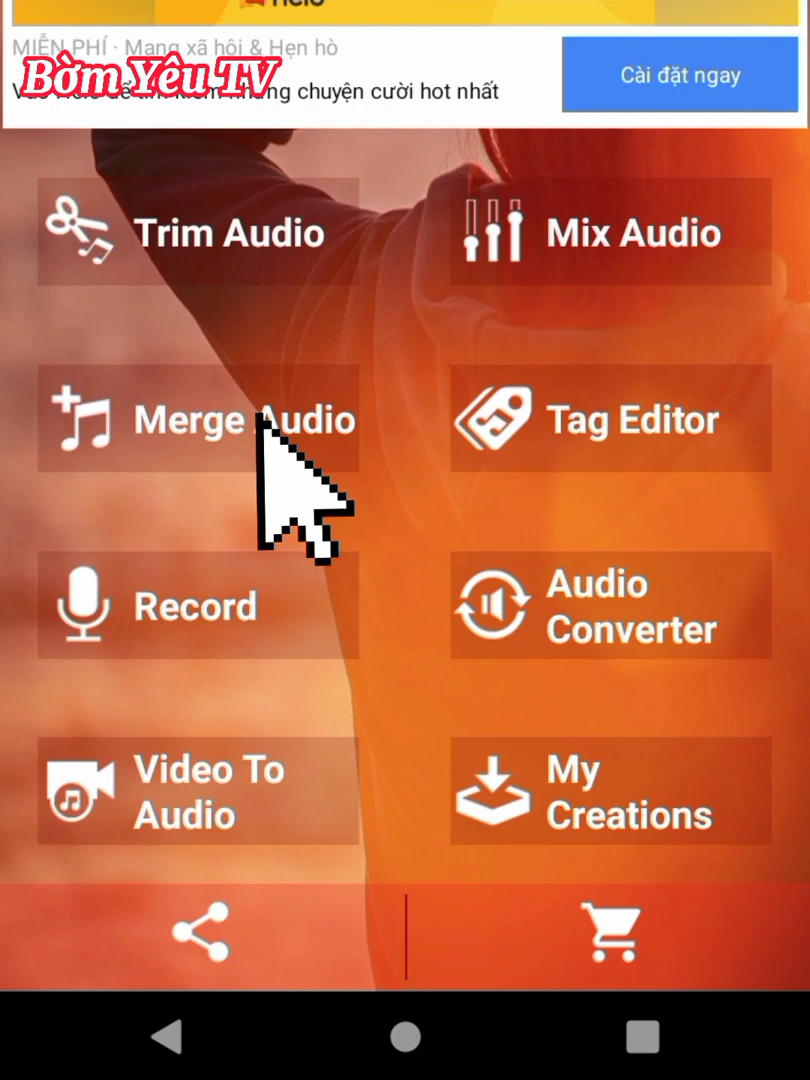 Helo
MIỄN PHÍ · Mạng xã hội & Hẹn hò
Bờm Yêu TV
chuyện cười hot nhất
Cài đặt ngay
Trim Audio
Mix Audio
Merge Audio
Tag Editor
Record
Audio
Converter
Video To
Audio
My
Creations